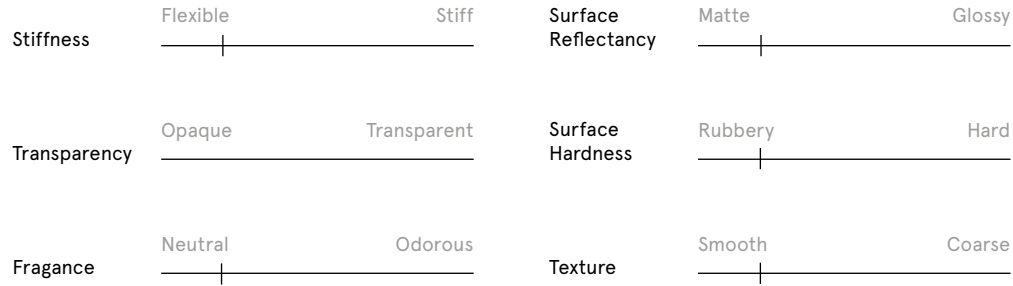 Flexible Stiff
Stiffness
Surface
Reflectancy
Matte Glossy
Opaque Transparent
Transparency
Surface
Hardness
Rubbery Hard
Neutral Odorous
Fragance
Smooth Coarse
Texture